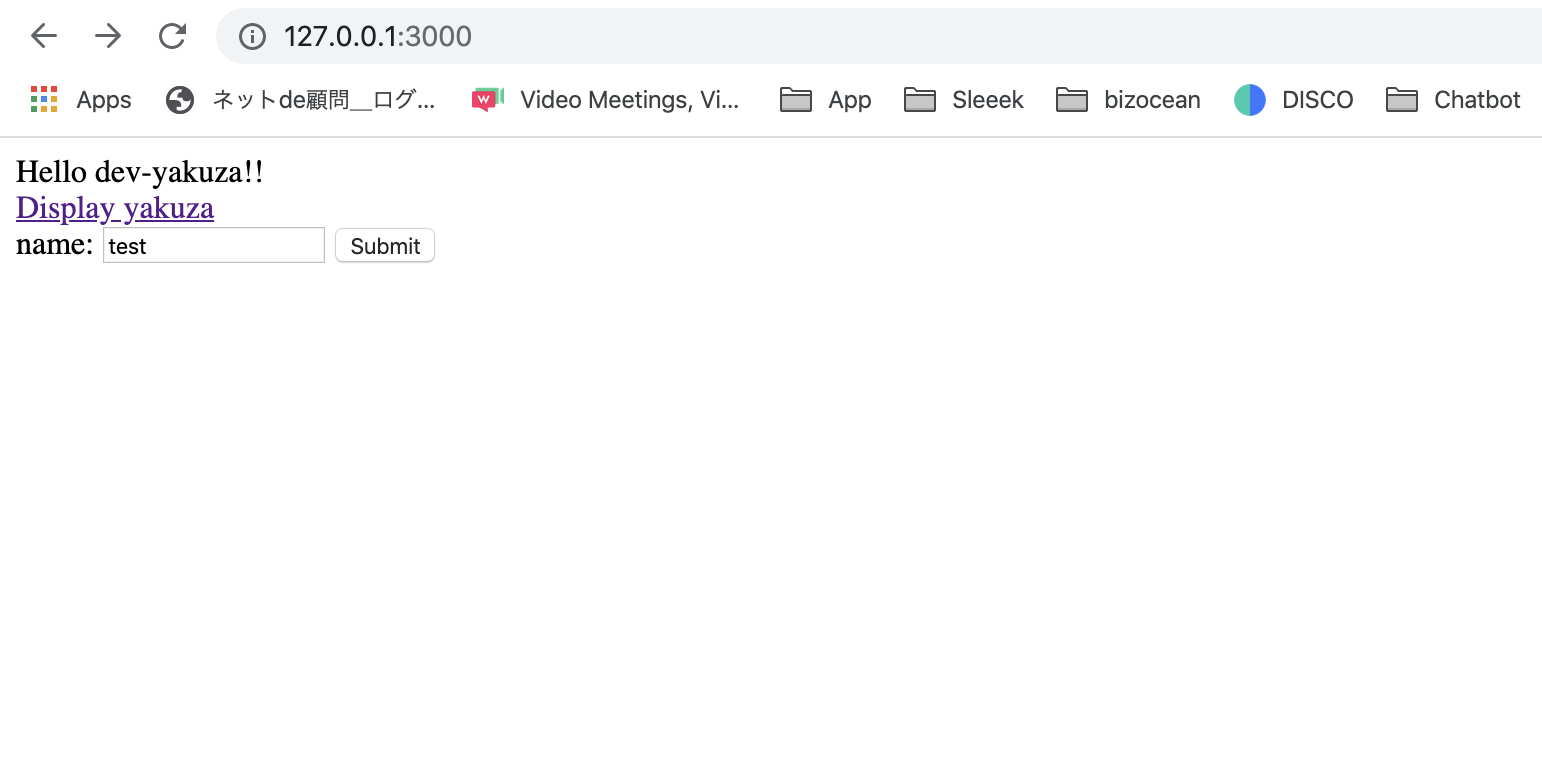 127.0.0.1:3000
Apps ネットde顧問__ログ... Video Meetings, Vi... App Sleeek bizocean DISCO Chatbot
Hello dev-yakuza!!
Display yakuza
name: test Submit